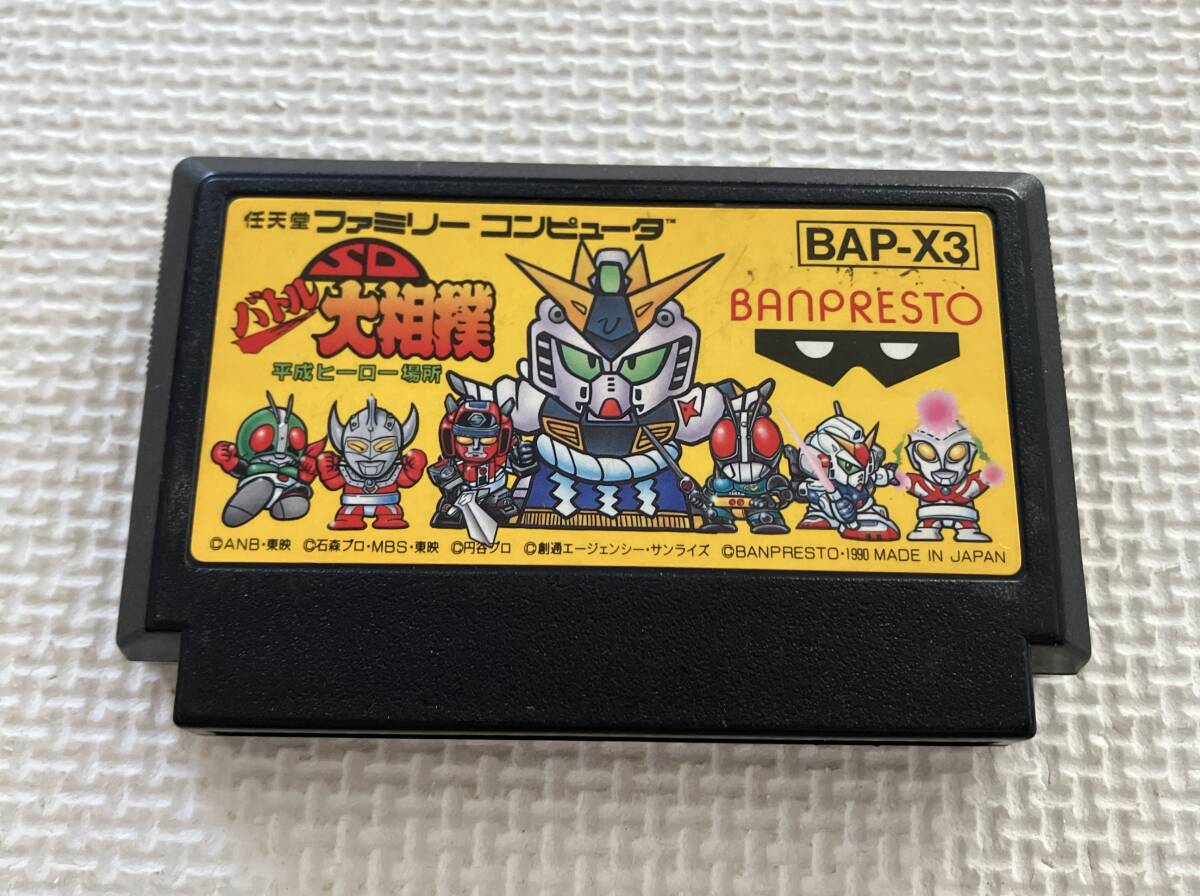 任天堂 ファミリー コンピュータ™
BAP-X3
BANPRESTO
SD
バトル
大相撲
平成ヒーロー場所
ν
©ANB・東映 ©石森プロ・MBS・東映 ©円谷プロ ©創通エージェンシー・サンライズ ©BANPRESTO・1990 MADE IN JAPAN